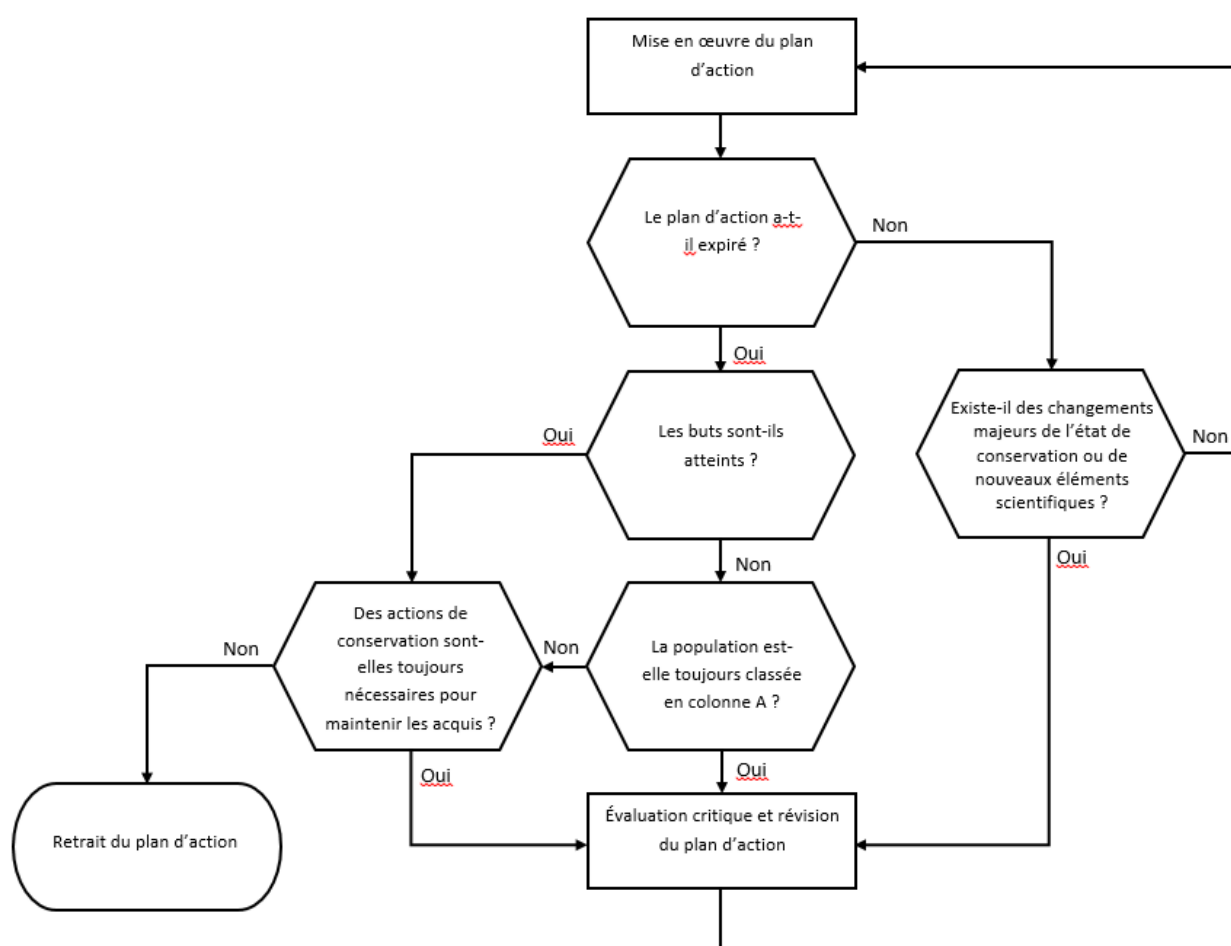 Mise en œuvre du plan
d’action
Le plan d’action a-t-
il expiré ?
Non
Oui
Les buts sont-ils
atteints ?
Oui
Existe-il des changements
majeurs de l’état de
conservation ou de
nouveaux éléments
scientifiques ?
Non
Oui
Non
Des actions de
conservation sont-
elles toujours
nécessaires pour
maintenir les acquis ?
Non
Non
La population est-
elle toujours classée
en colonne A ?
Oui
Oui
Retrait du plan d’action
Évaluation critique et révision
du plan d’action